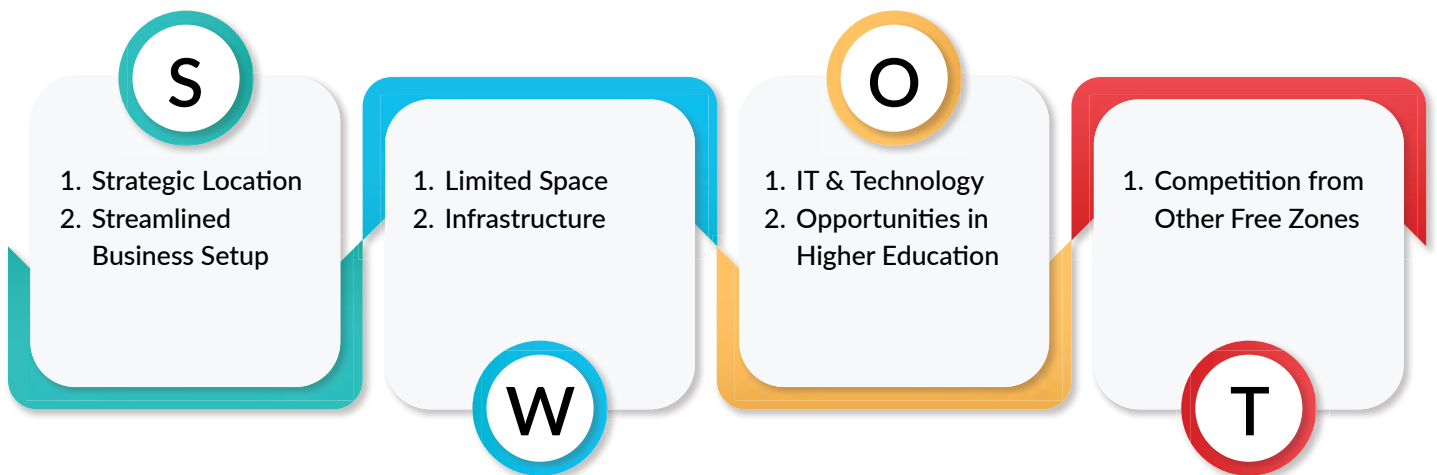 S
1. Strategic Location
2. Streamlined
Business Setup
W
1. Limited Space
2. Infrastructure
O
1. IT & Technology
2. Opportunities in
Higher Education
T
1. Competition from
Other Free Zones